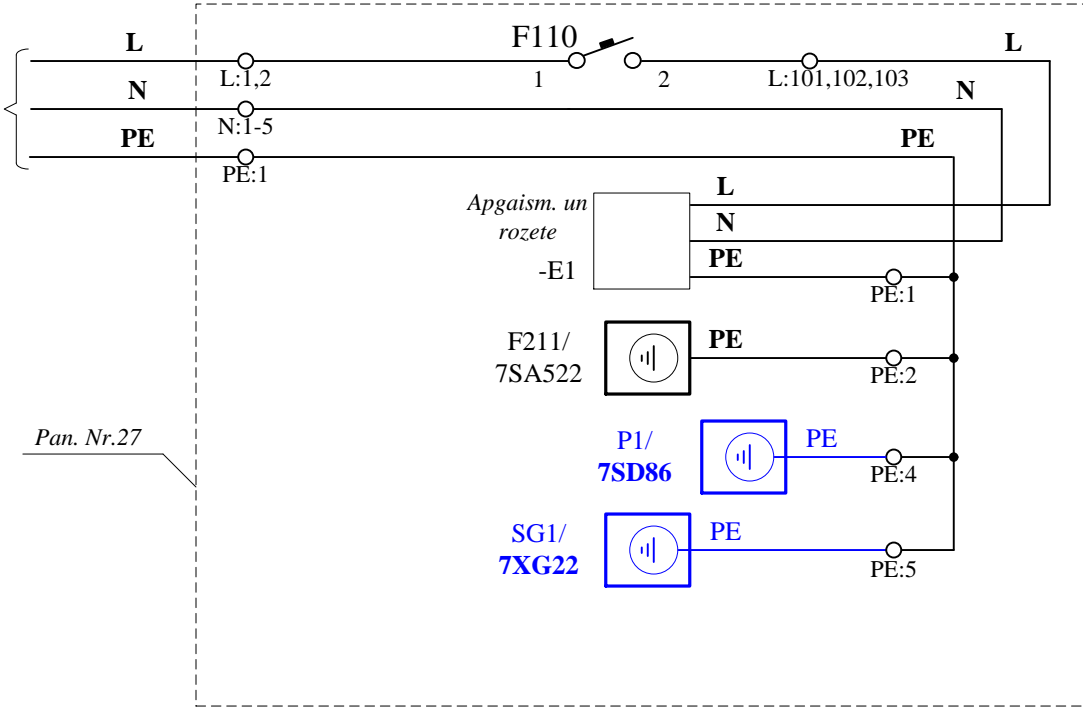 L
F110
L
L:1,2
1
2
L:101,102,103
N
N
N:1-5
PE
PE
PE:1
L
Apgaism. un
rozete
N
PE
-E1
PE:1
F211/
7SA522
PE
PE:2
Pan. Nr.27
P1/
7SD86
PE
PE:4
SG1/
7XG22
PE
PE:5